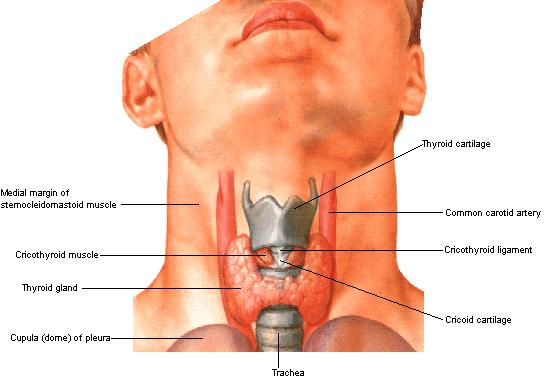 Thyroid cartilage
Medial margin of
sternocleidomastoid muscle
Common carotid artery
Cricothyroid muscle
Cricothyroid ligament
Thyroid gland
Cricoid cartilage
Cupula (dome) of pleura
Trachea